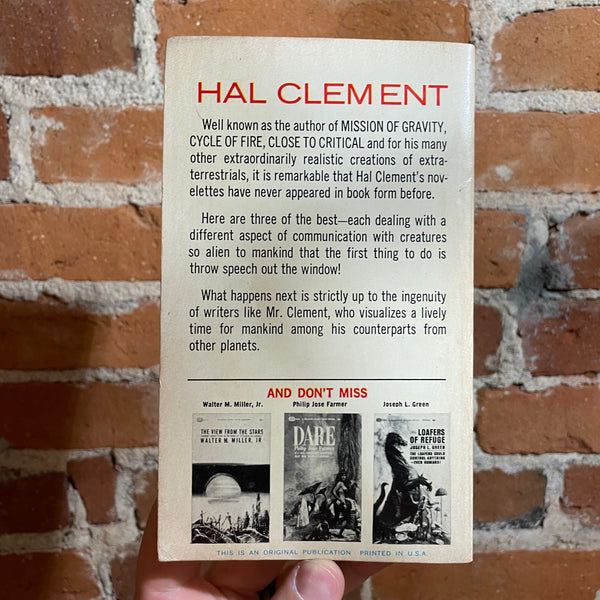 HAL CLEMENT
Well known as the author of MISSION OF GRAVITY,
CYCLE OF FIRE, CLOSE TO CRITICAL and for his many
other extraordinarily realistic creations of extra-
terrestrials, it is remarkable that Hal Clement's nov-
elettes have never appeared in book form before.
Here are three of the best—each dealing with a
different aspect of communication with creatures
so alien to mankind that the first thing to do is
throw speech out the window!
What happens next is strictly up to the ingenuity
of writers like Mr. Clement, who visualizes a lively
time for mankind among his counterparts from
other planets.
AND DON'T MISS
Walter M. Miller, Jr.
Philip Jose Farmer
Joseph L. Green
THE VIEW FROM THE STARS
WALTER M. MILLER, JR
DARE
Philip Jose Farmer
LOAFERS
OF REFUGE
JOSEPH L. GREEN
THE LOAFERS COULD
CONTROL ANYTHING
—EVEN HUMANS!
THIS IS AN ORIGINAL PUBLICATION PRINTED IN U.S.A.